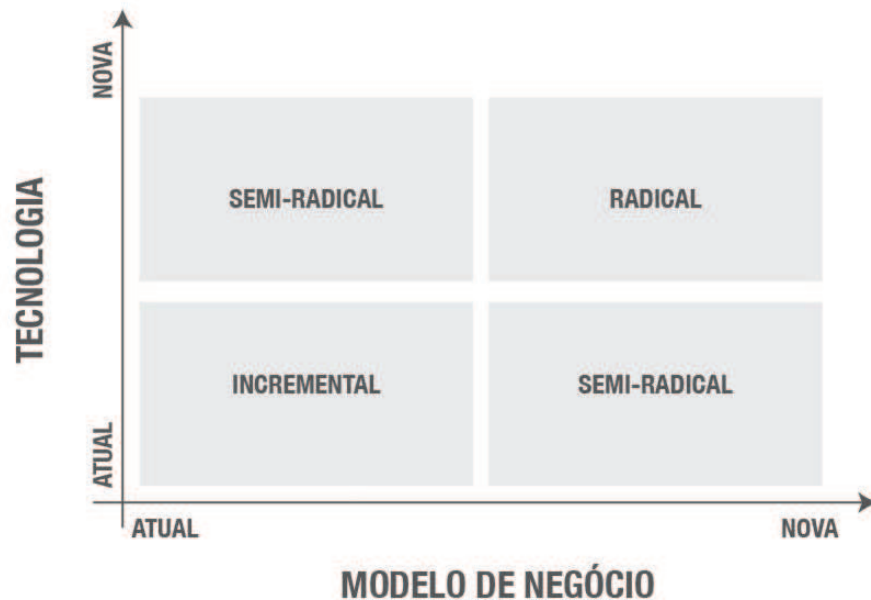 NOVA
TECNOLOGIA
ATUAL
SEMI-RADICAL
RADICAL
INCREMENTAL
SEMI-RADICAL
ATUAL
NOVA
MODELO DE NEGÓCIO